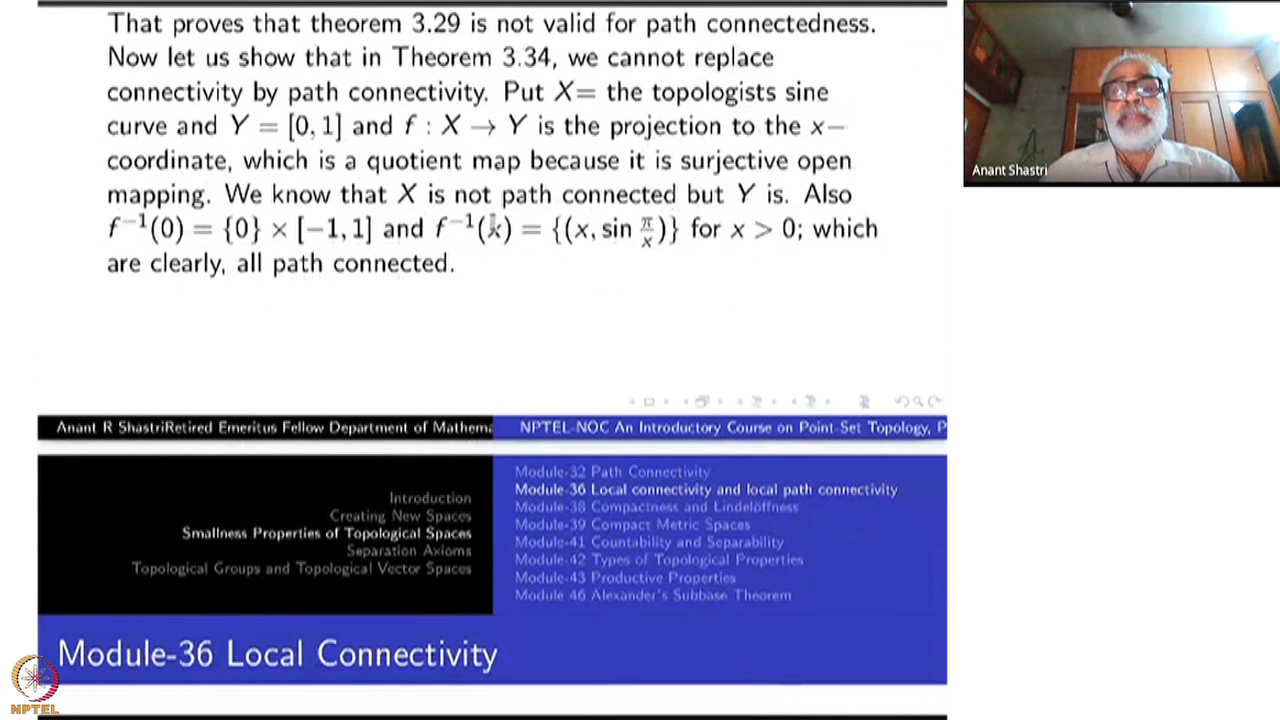 That proves that theorem 3.29 is not valid for path connectedness.
Now let us show that in Theorem 3.34, we cannot replace
connectivity by path connectivity. Put X= the topologists sine
curve and Y = [0, 1] and f : X → Y is the projection to the x−
coordinate, which is a quotient map because it is surjective open
mapping. We know that X is not path connected but Y is. Also
f⁻¹(0) = {0} × [−1, 1] and f⁻¹(x) = {(x, sin π/x)} for x > 0; which
are clearly, all path connected.
Anant Shastri
Anant R ShastriRetired Emeritus Fellow Department of Mathema
NPTEL-NOC An Introductory Course on Point-Set Topology, P
Introduction
Creating New Spaces
Smallness Properties of Topological Spaces
Separation Axioms
Topological Groups and Topological Vector Spaces
Module-32 Path Connectivity
Module-36 Local connectivity and local path connectivity
Module-38 Compactness and Lindelöffness
Module-39 Compact Metric Spaces
Module-41 Countability and Separability
Module-42 Types of Topological Properties
Module-43 Productive Properties
Module 46 Alexander's Subbase Theorem
Module-36 Local Connectivity
NPTEL